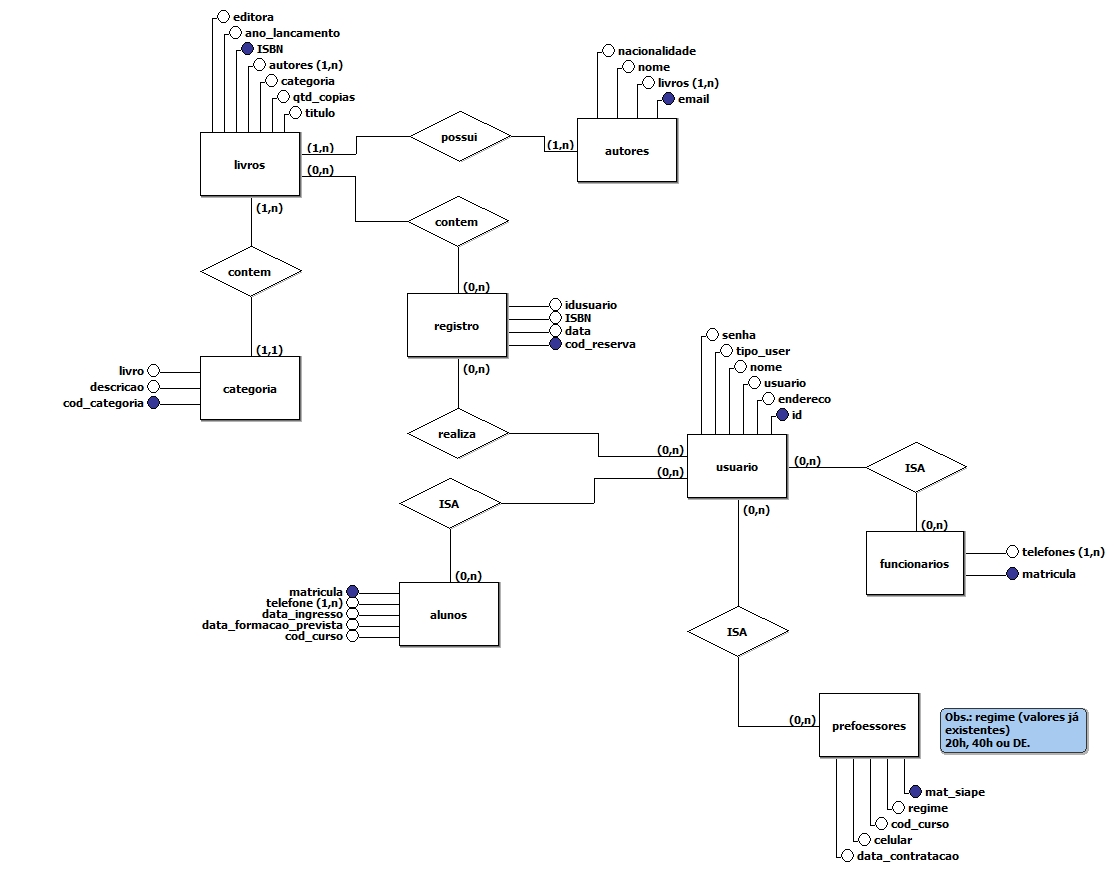 editora
ano_lancamento
ISBN
autores (1,n)
categoria
qtd_copias
titulo
livros
(1,n)
(0,n)
(1,n)
possui
(1,n)
nacionalidade
nome
livros (1,n)
email
autores
contem
contem
(0,n)
registro
idusuario
ISBN
data
cod_reserva
(0,n)
(1,1)
livro
descricao
cod_categoria
categoria
realiza
(0,n)
(0,n)
senha
tipo_user
nome
usuario
endereco
id
usuario
(0,n)
(0,n)
ISA
ISA
(0,n)
funcionarios
telefones (1,n)
matricula
(0,n)
matricula
telefone (1,n)
data_ingresso
data_formacao_prevista
cod_curso
alunos
ISA
(0,n)
prefoessores
Obs.: regime (valores já
existentes)
20h, 40h ou DE.
mat_siape
regime
cod_curso
celular
data_contratacao